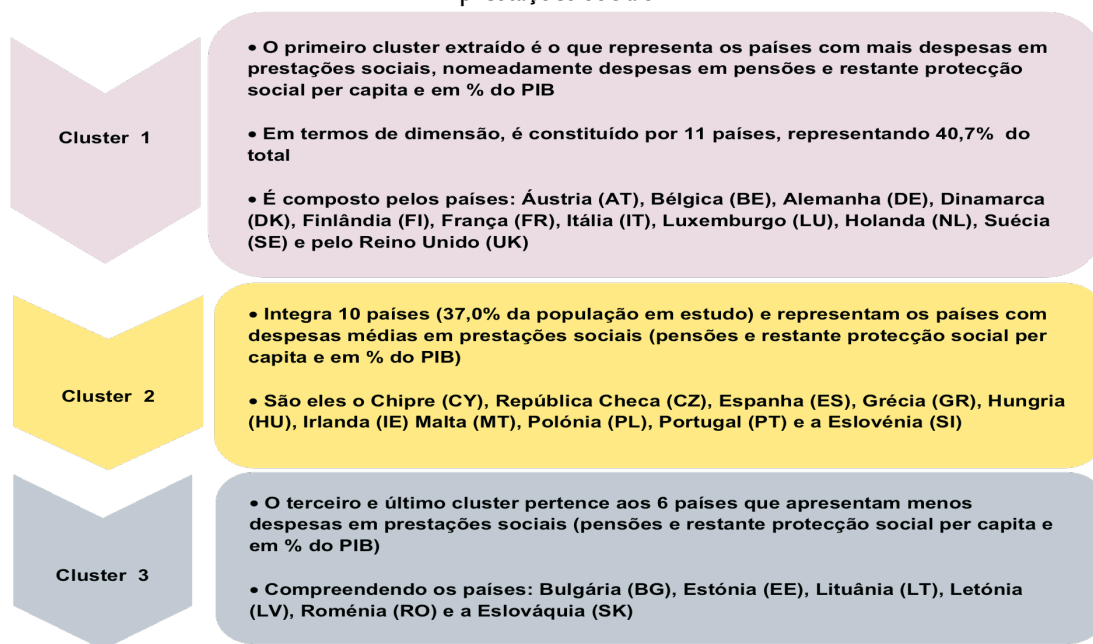 Cluster 1
• O primeiro cluster extraído é o que representa os países com mais despesas em
prestações sociais, nomeadamente despesas em pensões e restante protecção
social per capita e em % do PIB
• Em termos de dimensão, é constituído por 11 países, representando 40,7% do
total
• É composto pelos países: Áustria (AT), Bélgica (BE), Alemanha (DE), Dinamarca
(DK), Finlândia (FI), França (FR), Itália (IT), Luxemburgo (LU), Holanda (NL), Suécia
(SE) e pelo Reino Unido (UK)
Cluster 2
• Integra 10 países (37,0% da população em estudo) e representam os países com
despesas médias em prestações sociais (pensões e restante protecção social per
capita e em % do PIB)
• São eles o Chipre (CY), República Checa (CZ), Espanha (ES), Grécia (GR), Hungria
(HU), Irlanda (IE) Malta (MT), Polónia (PL), Portugal (PT) e a Eslovénia (SI)
Cluster 3
• O terceiro e último cluster pertence aos 6 países que apresentam menos
despesas em prestações sociais (pensões e restante protecção social per capita e
em % do PIB)
• Compreendendo os países: Bulgária (BG), Estónia (EE), Lituânia (LT), Letónia
(LV), Roménia (RO) e a Eslováquia (SK)